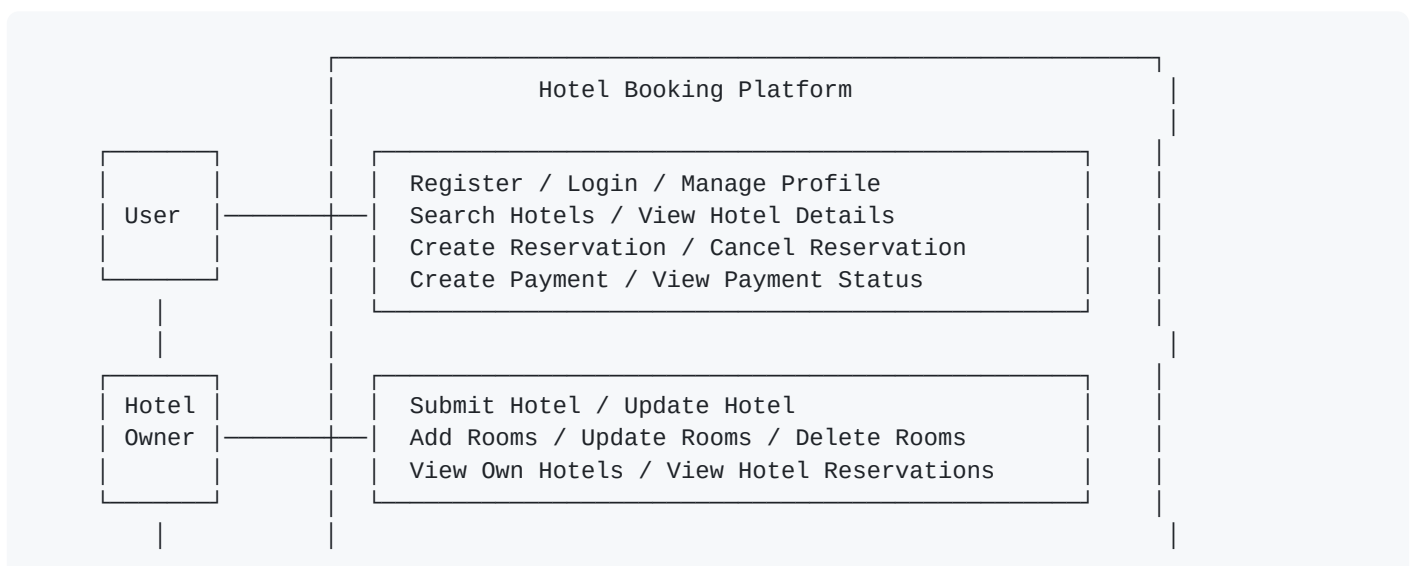 Hotel Booking Platform
Register / Login / Manage Profile
User Search Hotels / View Hotel Details
Create Reservation / Cancel Reservation
Create Payment / View Payment Status
Hotel Submit Hotel / Update Hotel
Owner Add Rooms / Update Rooms / Delete Rooms
View Own Hotels / View Hotel Reservations